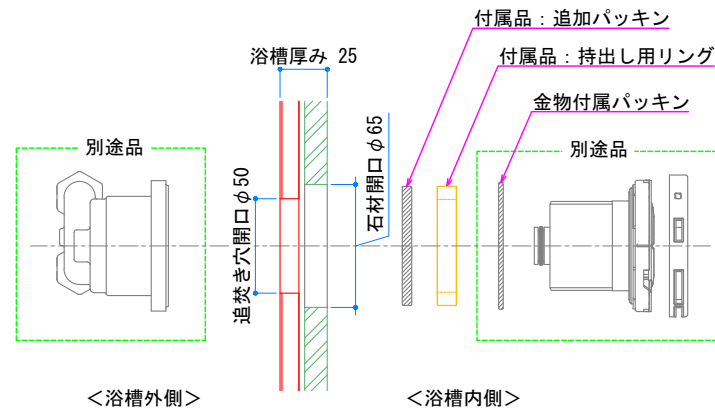 付属品：追加パッキン
浴槽厚み 25
付属品：持出し用リング
金物付属パッキン
別途品
別途品
追焚き穴開口φ50
石材開口φ65
＜浴槽外側＞
＜浴槽内側＞